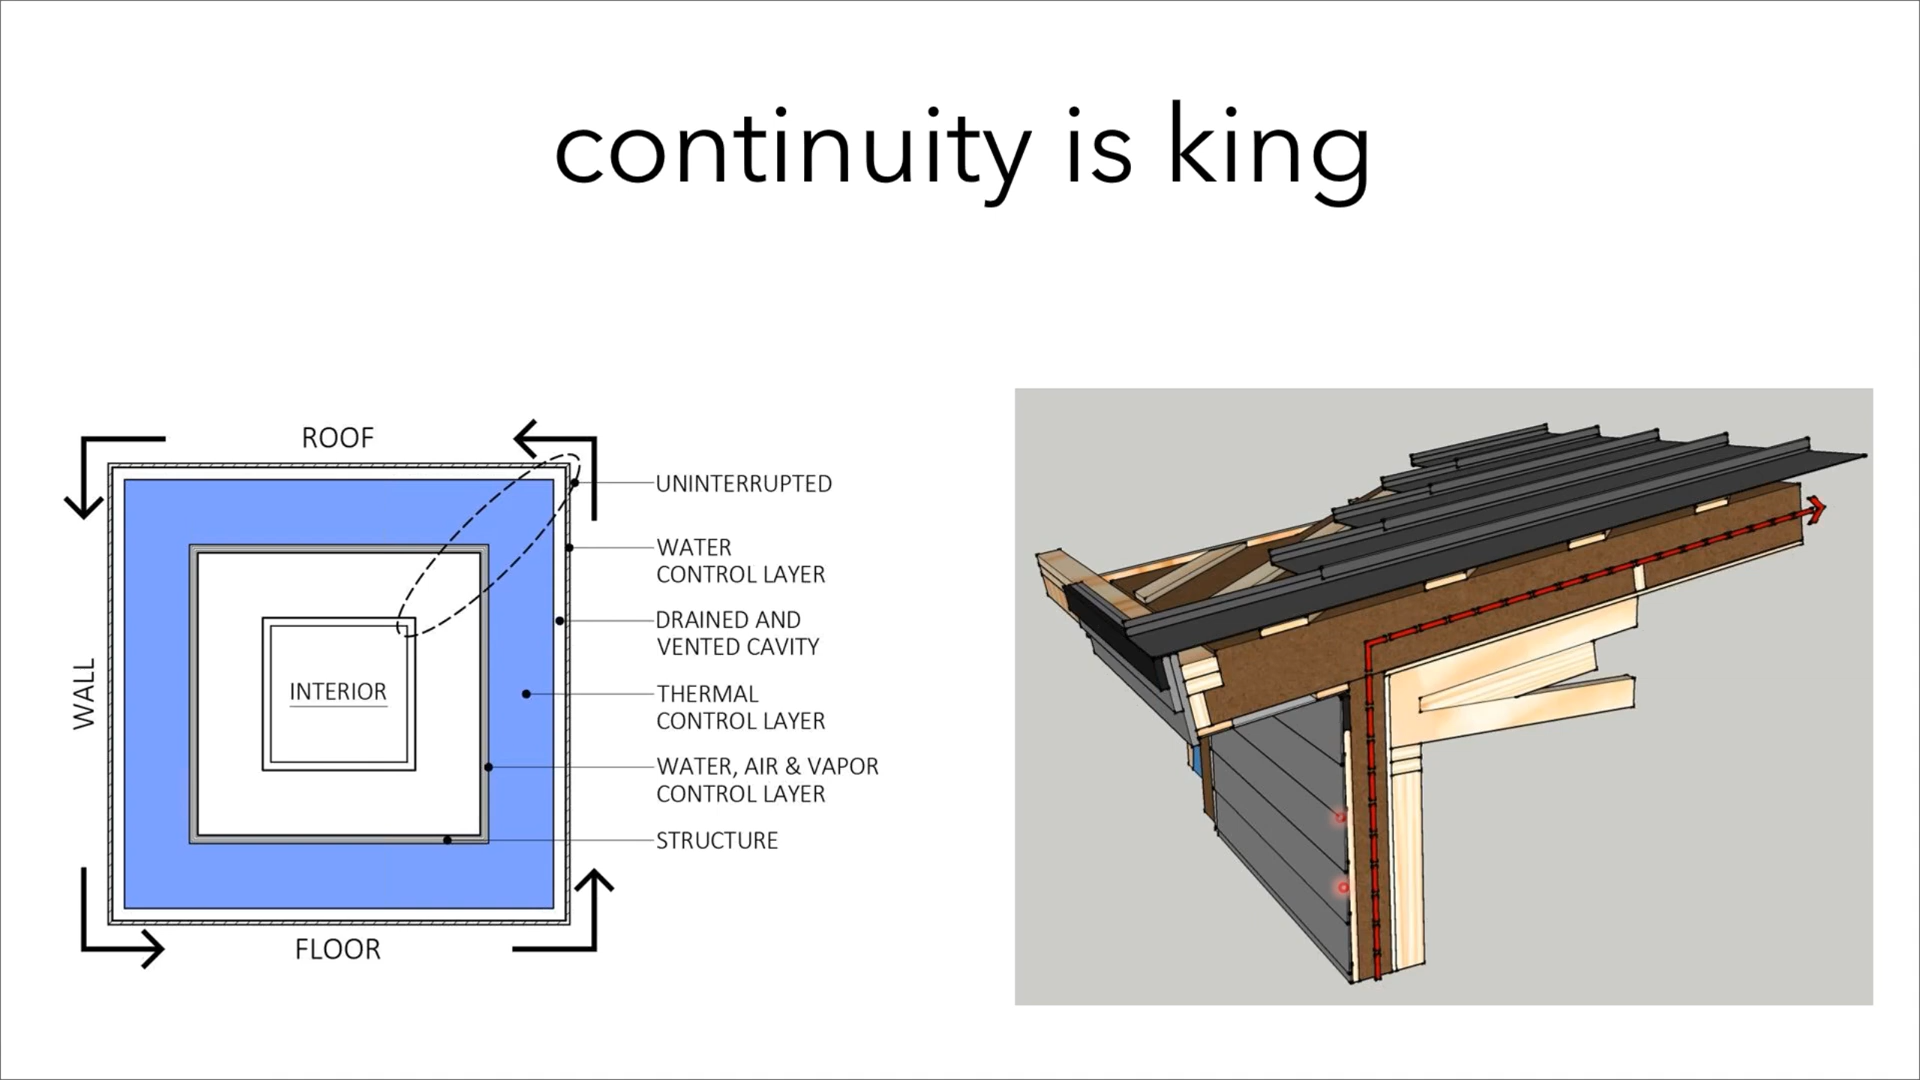 continuity is king
ROOF
UNINTERRUPTED
WATER
CONTROL LAYER
DRAINED AND
VENTED CAVITY
WALL
INTERIOR
THERMAL
CONTROL LAYER
WATER, AIR & VAPOR
CONTROL LAYER
STRUCTURE
FLOOR